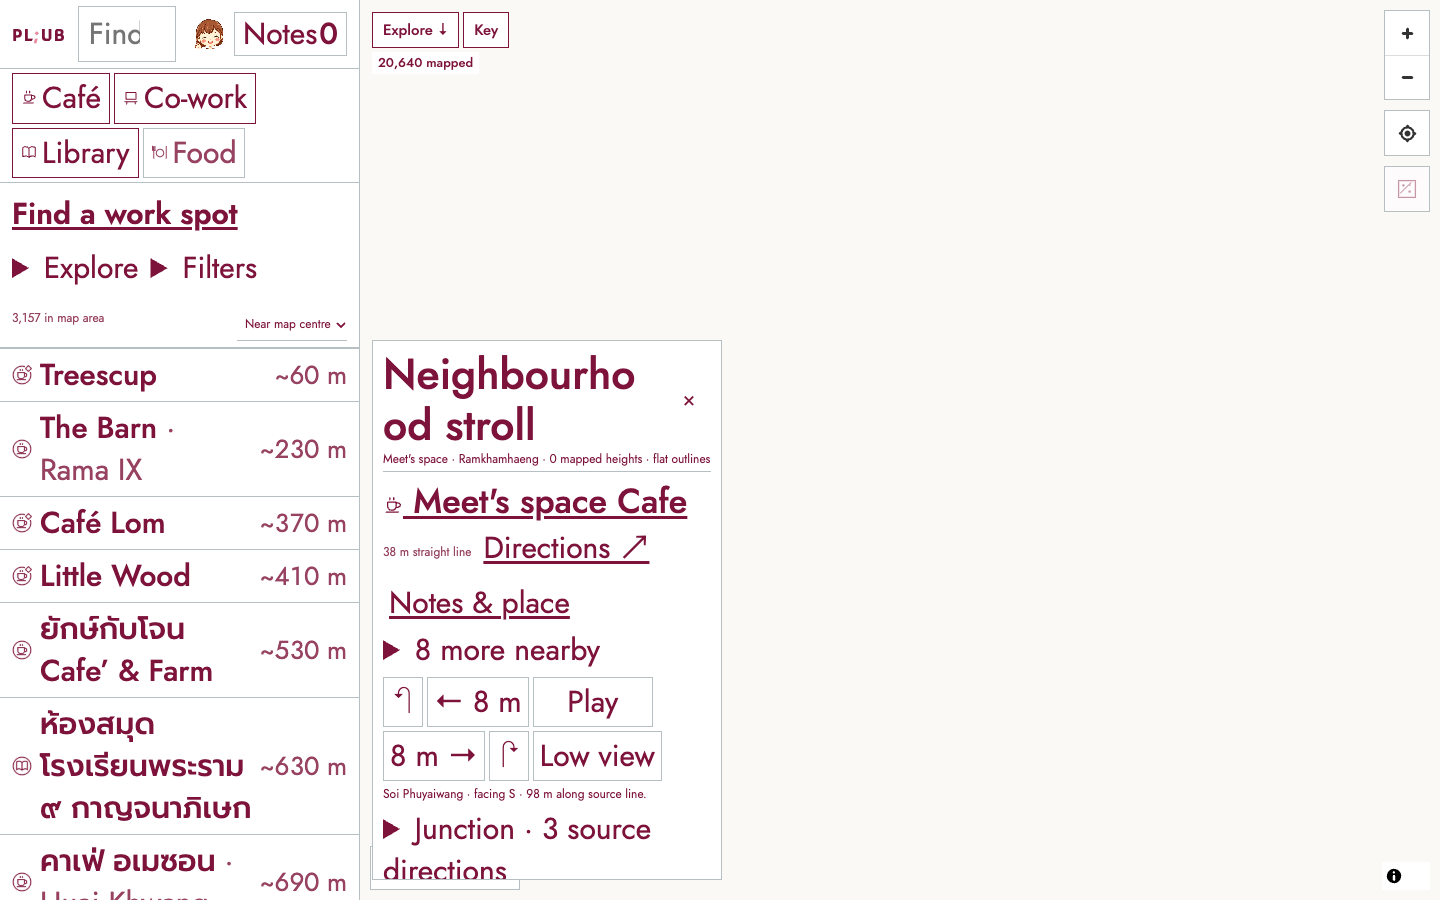 PL;UB
Find
Notes 0
Café
Co-work
Library
Food
Find a work spot
Explore
Filters
3,157 in map area
Near map centre
Treescup
~60 m
The Barn ·
Rama IX
~230 m
Café Lom
~370 m
Little Wood
~410 m
ยักษ์กับโจน
Cafe’ & Farm
~530 m
ห้องสมุด
โรงเรียนพระราม
๙ กาญจนาภิเษก
~630 m
คาเฟ่ อเมซอน ·
Huai Khwang
~690 m
Explore ↓
Key
20,640 mapped
Neighbourho
od stroll
×
Meet's space · Ramkhamhaeng · 0 mapped heights · flat outlines
Meet's space Cafe
38 m straight line
Directions ↗
Notes & place
8 more nearby
← 8 m
Play
8 m →
Low view
Soi Phuyaiwang · facing S · 98 m along source line.
Junction · 3 source
directions